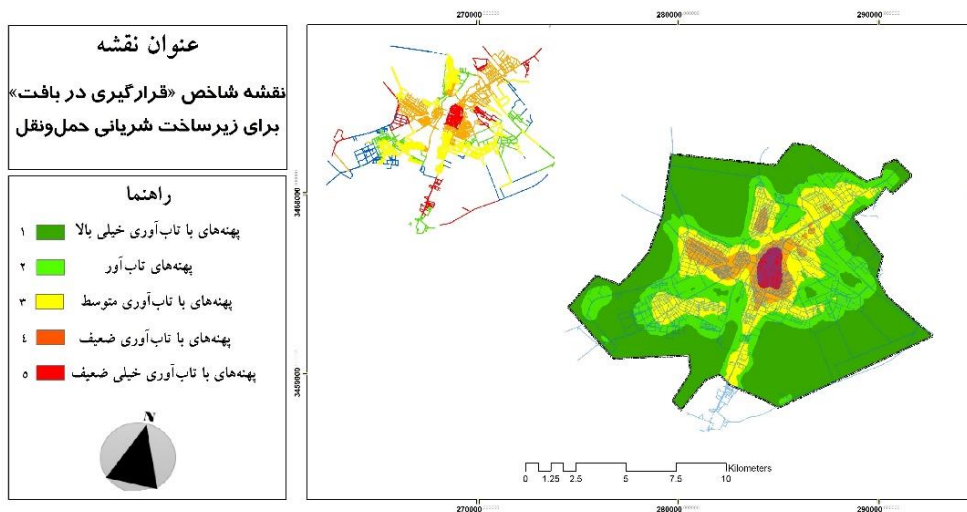 عنوان نقشه
نقشه شاخص «قرارگیری در بافت»
برای زیرساخت شریانی حمل‌ونقل
راهنما
پهنه‌های با تاب‌آوری خیلی بالا ۱
پهنه‌های تاب‌آور ۲
پهنه‌های با تاب‌آوری متوسط ۳
پهنه‌های با تاب‌آوری ضعیف ٤
پهنه‌های با تاب‌آوری خیلی ضعیف ٥
N
270000 280000 290000
3468000
3459000
Kilometers
0 1.25 2.5 5 7.5 10
270000 280000 290000